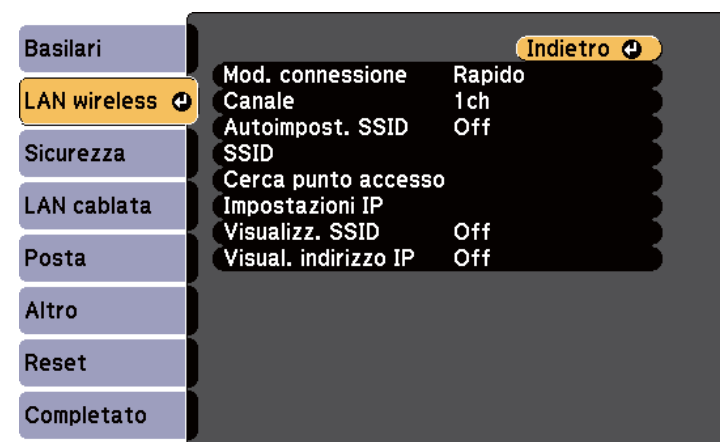 Basilari
LAN wireless
Sicurezza
LAN cablata
Posta
Altro
Reset
Completato
Indietro
Mod. connessione Rapido
Canale 1ch
Autoimpost. SSID Off
SSID
Cerca punto accesso
Impostazioni IP
Visualizz. SSID Off
Visual. indirizzo IP Off